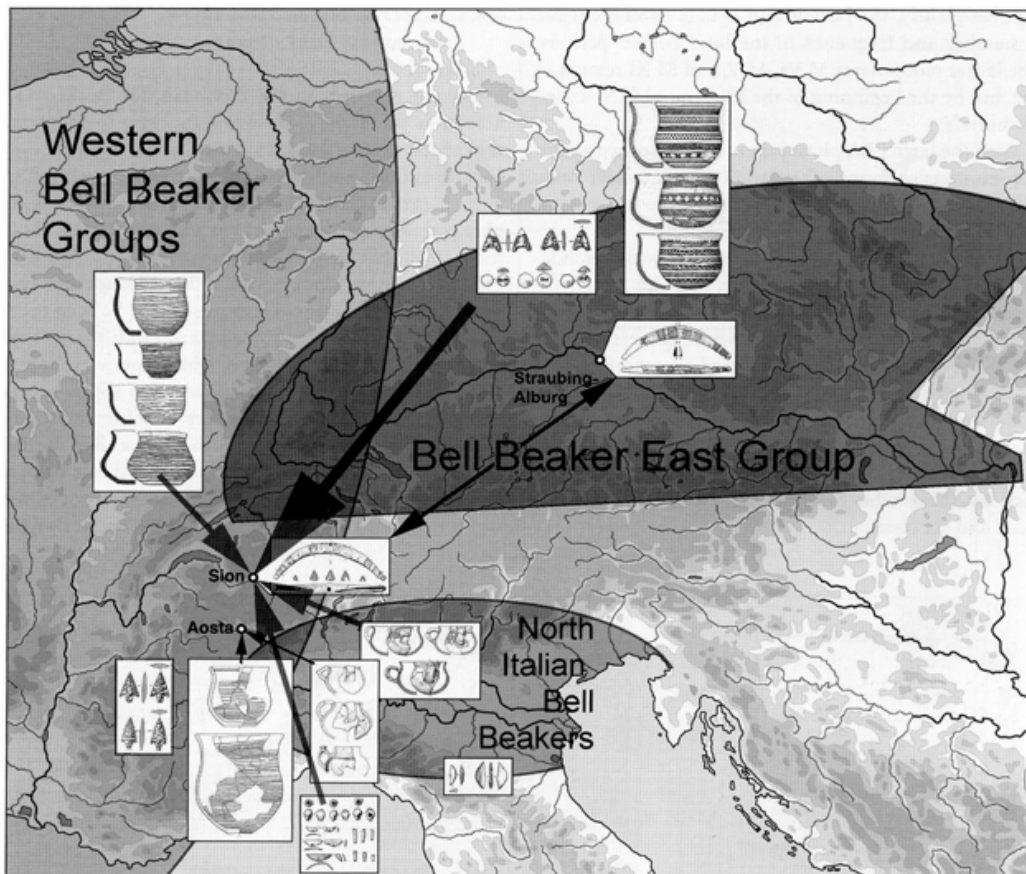 Western
Bell Beaker
Groups
Straubing-
Alburg
Bell Beaker East Group
Sion
Aosta
North
Italian
Bell
Beakers